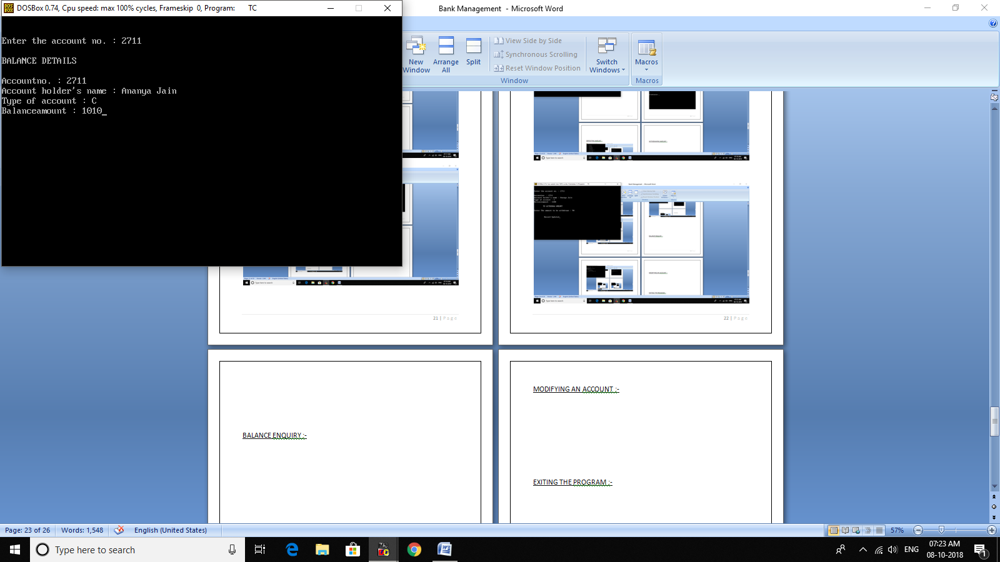 DOSBox 0.74, Cpu speed: max 100% cycles, Frameskip 0, Program: TC
Enter the account no. : 2711
BALANCE DETAILS
Accountno. : 2711
Account holder's name : Ananya Jain
Type of account : C
Balanceamount : 1010_
Bank Management - Microsoft Word
New Window
Arrange All
Split
View Side by Side
Synchronous Scrolling
Reset Window Position
Switch Windows
Macros
Window
Macros
21 | Page
22 | Page
BALANCE ENQUIRY :-
MODIFYING AN ACCOUNT :-
EXITING THE PROGRAM :-
Page: 23 of 26
Words: 1,548
English (United States)
57%
Type here to search
ENG
07:23 AM
08-10-2018
1